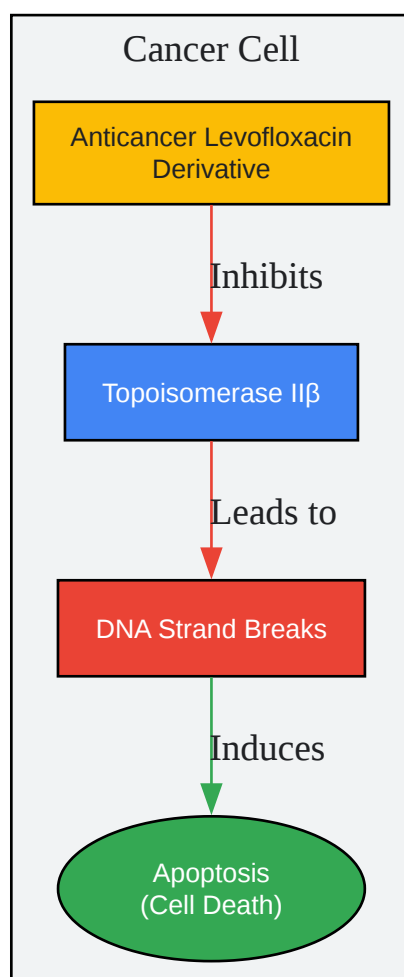 Cancer Cell
Anticancer Levofloxacin
Derivative
Inhibits
Topoisomerase IIβ
Leads to
DNA Strand Breaks
Induces
Apoptosis
(Cell Death)